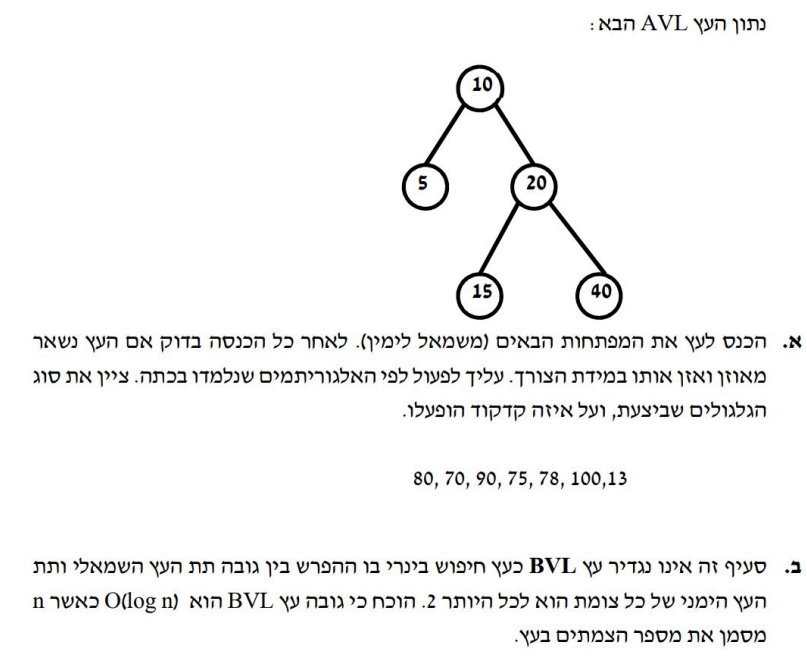 נתון העץ AVL הבא :
10
5
20
15
40
א. הכנס לעץ את המפתחות הבאים (משמאל לימין). לאחר כל הכנסה בדוק אם העץ נשאר
מאוזן ואזן אותו במידת הצורך. עליך לפעול לפי האלגוריתמים שנלמדו בכתה. ציין את סוג
הגלגולים שביצעת, ועל איזה קדקוד הופעלו.
80, 70, 90, 75, 78, 100,13
ב. סעיף זה אינו נגדיר עץ BVL כעץ חיפוש בינרי בו ההפרש בין גובה תת העץ השמאלי ותת
העץ הימני של כל צומת הוא לכל היותר 2. הוכח כי גובה עץ BVL הוא O(log n) כאשר n
מסמן את מספר הצמתים בעץ.